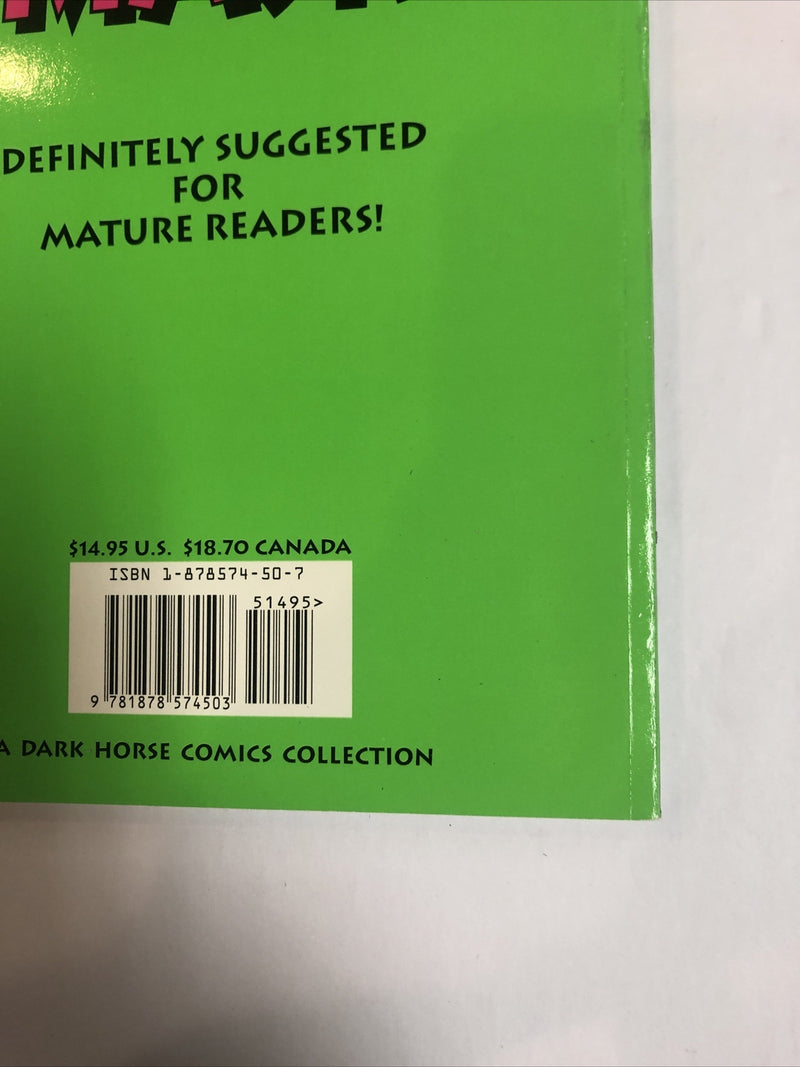 DEFINITELY SUGGESTED
FOR
MATURE READERS!
$14.95 U.S. $18.70 CANADA
ISBN 1-878574-50-7
51495>
9 781878 574503
A DARK HORSE COMICS COLLECTION